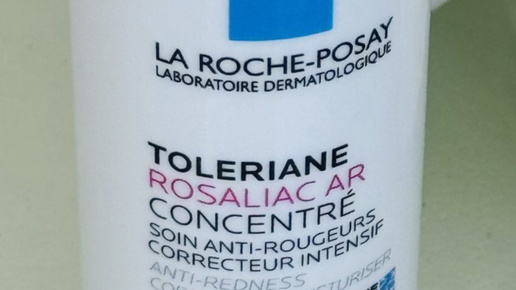 LA ROCHE-POSAY
LABORATOIRE DERMATOLOGIQUE
TOLERIANE
ROSALIAC AR
CONCENTRÉ
SOIN ANTI-ROUGEURS
CORRECTEUR INTENSIF
ANTI-REDNESS